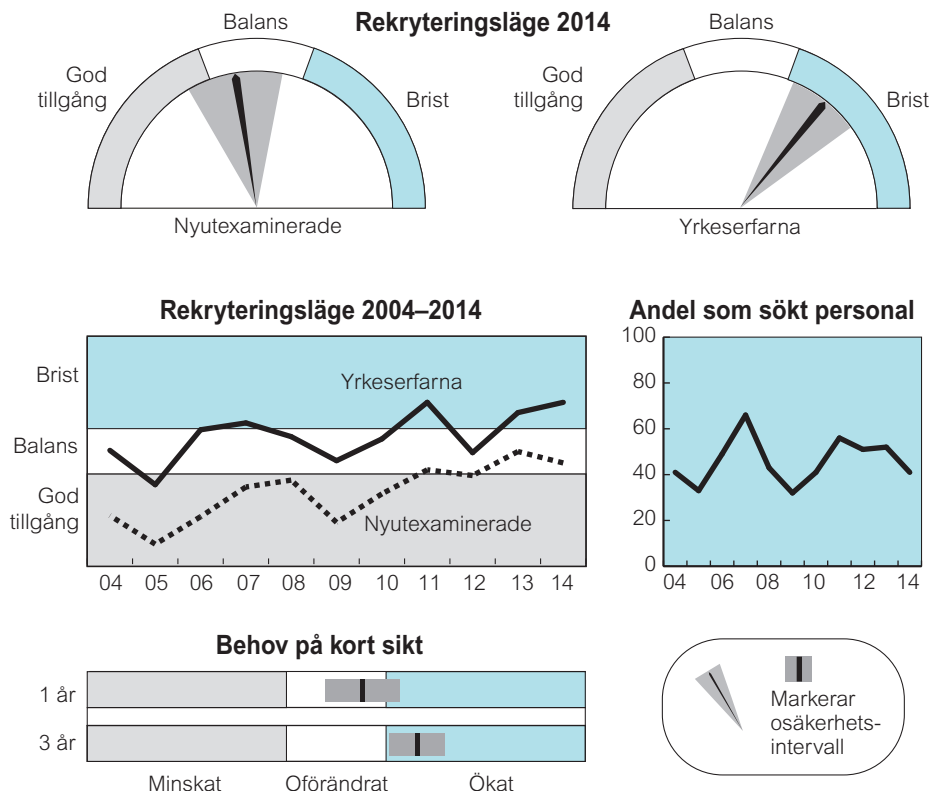 Rekryteringsläge 2014
Balans
God
tillgång
Brist
Nyutexaminerade
Balans
God
tillgång
Brist
Yrkeserfarna
Rekryteringsläge 2004–2014
Brist
Balans
God
tillgång
Yrkeserfarna
Nyutexaminerade
04 05 06 07 08 09 10 11 12 13 14
Andel som sökt personal
100
80
60
40
20
0
04 06 08 10 12 14
Behov på kort sikt
1 år
3 år
Minskat Oförändrat Ökat
Markerar
osäkerhets-
intervall